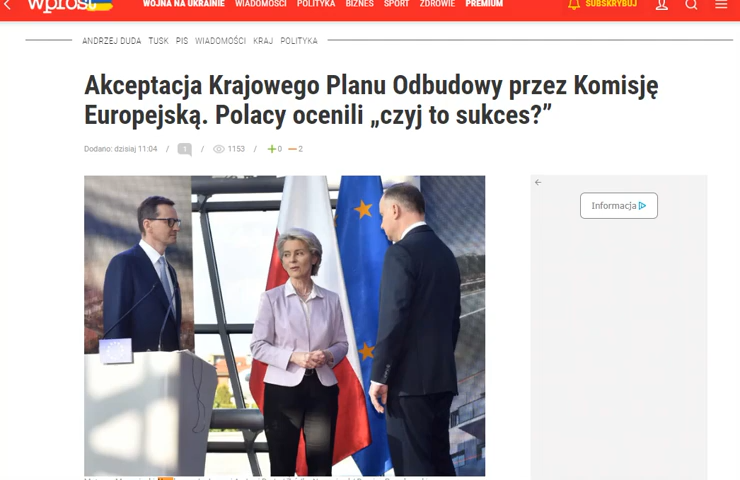 wprost
WOJNA NA UKRAINIE WIADOMOŚCI POLITYKA BIZNES SPORT ZDROWIE PREMIUM SUBSKRYBUJ
ANDRZEJ DUDA TUSK PIS WIADOMOŚCI KRAJ POLITYKA
Akceptacja Krajowego Planu Odbudowy przez Komisję
Europejską. Polacy ocenili „czyj to sukces?”
Dodano: dzisiaj 11:04 / 1 / 1153 / +0 −2
Informacja